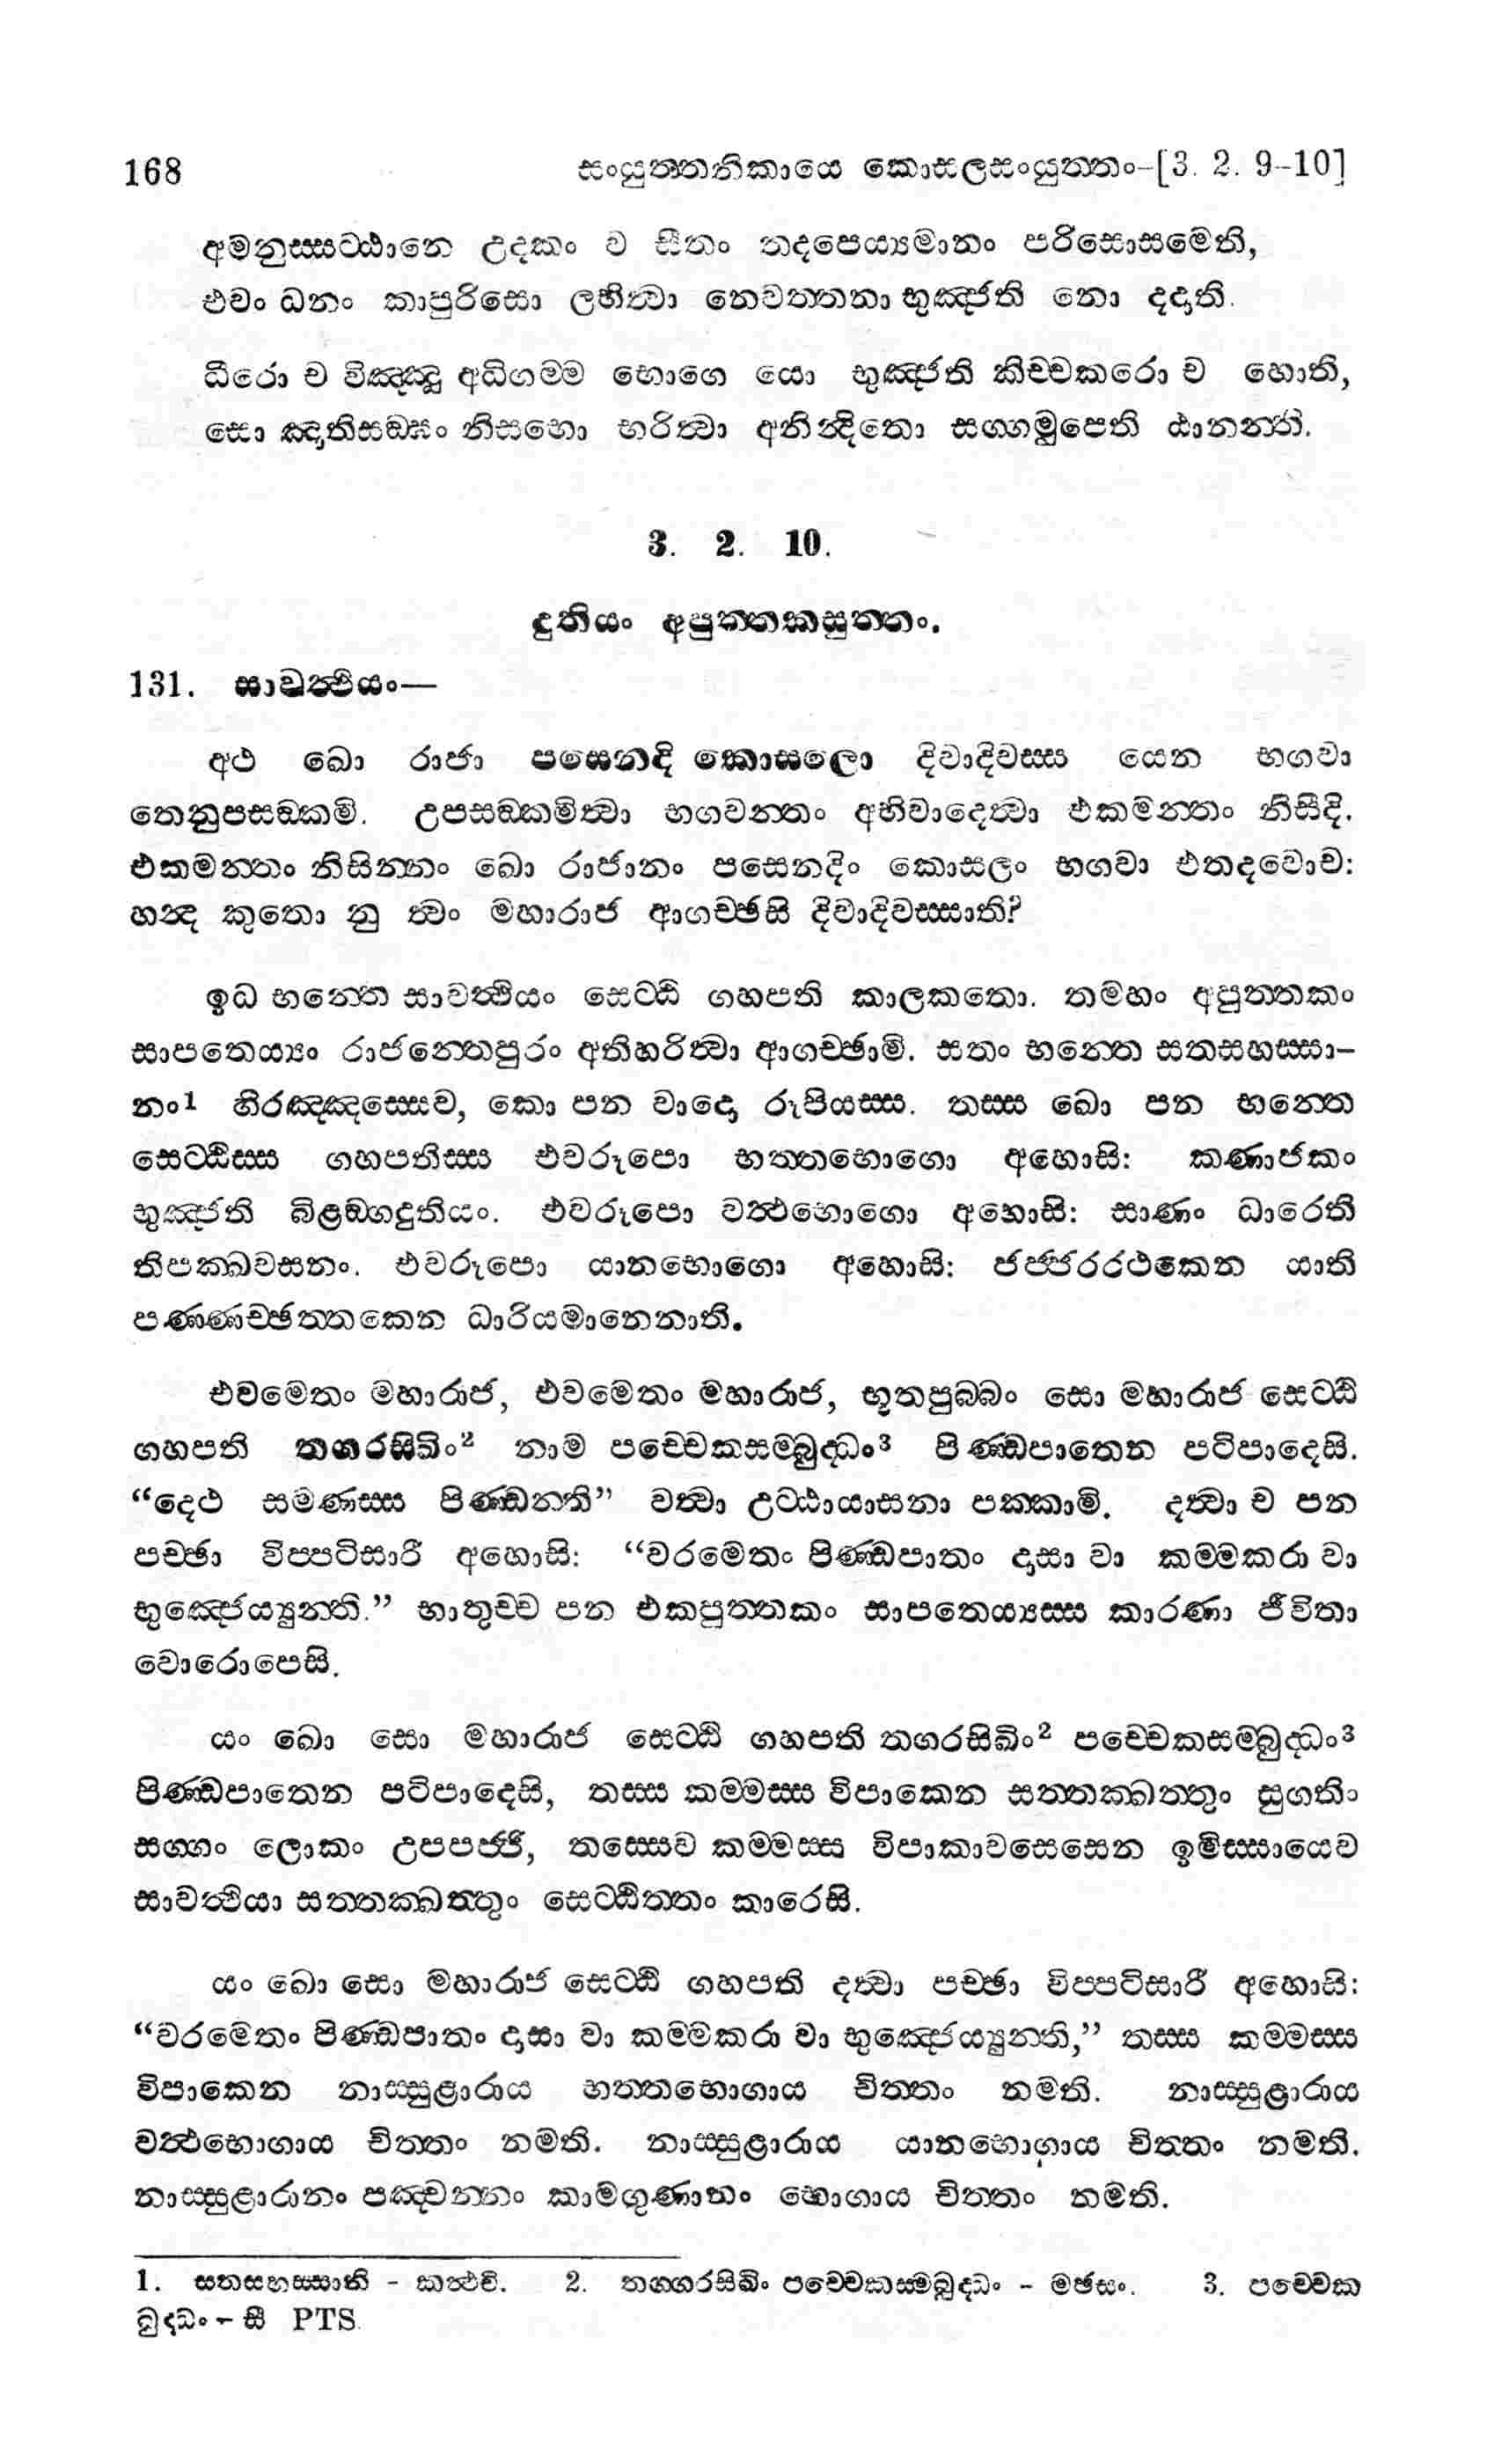 168 සංයුත්තනිකායෙ කොසලසංයුත්තං–[3. 2. 9–10]
අමනුස්සට්ඨානෙ උදකං ව සීතං තදපෙය්‍යමානං පරිසොසමෙති,
එවං ධනං කාපුරිසො ලභිත්‍වා නෙවත්තනා භුඤ්ජති නො දදාති.
ධීරො ච විඤ්ඤූ අධිගම්ම භොගෙ යො භුඤ්ජති කිච්චකරො ච හොති,
සො ඤාතිසඞ්ඝං නිසභො භරිත්‍වා අනින්‍දිතො සග්ගමුපෙති ඨානන්ති.
3. 2. 10.
දුතියං අපුත්තකසුත්තං.
131. සාවත්‍ථියං—
අථ ඛො රාජා පසෙනදි කොසලො දිවාදිවස්ස යෙන භගවා
තෙනුපසඞ්කමි. උපසඞ්කමිත්‍වා භගවන්තං අභිවාදෙත්‍වා එකමන්තං නිසීදි.
එකමන්තං නිසින්නං ඛො රාජානං පසෙනදිං කොසලං භගවා එතදවොච:
හන්‍ද කුතො නු ත්‍වං මහාරාජ ආගච්ඡසි දිවාදිවස්සාති?
ඉධ භන්තෙ සාවත්‍ථියං සෙට්ඨි ගහපති කාලකතො. තමහං අපුත්තකං
සාපතෙය්‍යං රාජන්තෙපුරං අතිහරිත්‍වා ආගච්ඡාමි. සතං භන්තෙ සතසහස්සා–
නං1 හිරඤ්ඤස්සෙව, කො පන වාදො රූපියස්ස. තස්ස ඛො පන භන්තෙ
සෙට්ඨිස්ස ගහපතිස්ස එවරූපො භත්තභොගො අහොසි: කණාජකං
භුඤ්ජති බිළඞ්ගදුතියං. එවරූපො වත්‍ථභොගො අහොසි: සාණං ධාරෙති
තිපක්ඛවසනං. එවරූපො යානභොගො අහොසි: ජජ්ජරරථකෙන යාති
පණ්ණච්ඡත්තකෙන ධාරියමානෙනාති.
එවමෙතං මහාරාජ, එවමෙතං මහාරාජ, භූතපුබ්බං සො මහාරාජ සෙට්ඨි
ගහපති තගරසිඛිං2 නාම පච්චෙකසම්බුද්ධං3 පිණ්ඩපාතෙන පටිපාදෙසි.
“දෙථ සමණස්ස පිණ්ඩන්ති” වත්‍වා උට්ඨායාසනා පක්කාමි. දත්‍වා ච පන
පච්ඡා විප්පටිසාරී අහොසි: “වරමෙතං පිණ්ඩපාතං දාසා වා කම්මකරා වා
භුඤ්ජෙය්‍යුන්ති.” භාතුච්ච පන එකපුත්තකං සාපතෙය්‍යස්ස කාරණා ජීවිතා
වොරොපෙසි.
යං ඛො සො මහාරාජ සෙට්ඨි ගහපති තගරසිඛිං2 පච්චෙකසම්බුද්ධං3
පිණ්ඩපාතෙන පටිපාදෙසි, තස්ස කම්මස්ස විපාකෙන සත්තක්ඛත්තුං සුගතිං
සග්ගං ලොකං උපපජ්ජි, තස්සෙව කම්මස්ස විපාකාවසෙසෙන ඉමිස්සායෙව
සාවත්‍ථියා සත්තක්ඛත්තුං සෙට්ඨිත්තං කාරෙසි.
යං ඛො සො මහාරාජ සෙට්ඨි ගහපති දත්‍වා පච්ඡා විප්පටිසාරී අහොසි:
“වරමෙතං පිණ්ඩපාතං දාසා වා කම්මකරා වා භුඤ්ජෙය්‍යුන්ති,” තස්ස කම්මස්ස
විපාකෙන නාස්සුළාරාය භත්තභොගාය චිත්තං නමති. නාස්සුළාරාය
වත්‍ථභොගාය චිත්තං නමති. නාස්සුළාරාය යානභොගාය චිත්තං නමති.
නාස්සුළාරානං පඤ්චන්නං කාමගුණානං භොගාය චිත්තං නමති.
1. සතසහස්සානි - කත්‍ථචි. 2. තග්ගරසිඛිං පච්චෙකසම්බුද්ධං - මඡසං. 3. පච්චෙක
බුද්ධං – සී PTS